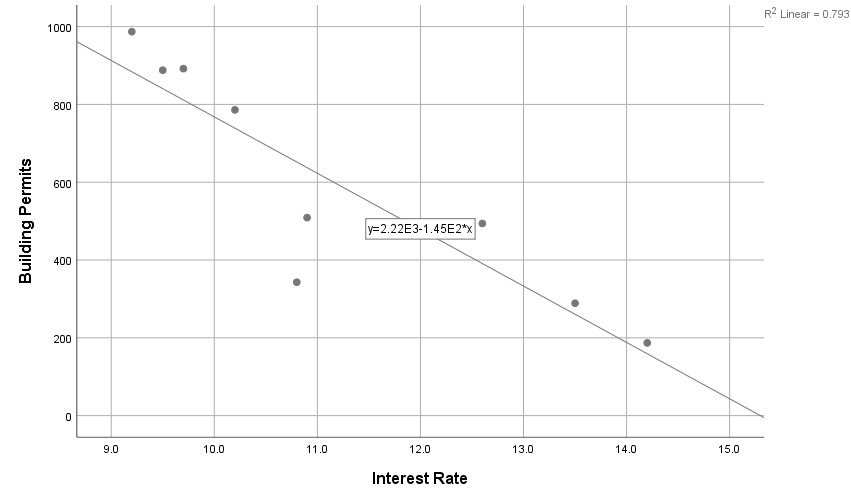 R2 Linear = 0.793
1000
800
600
400
200
0
Building Permits
y=2.22E3-1.45E2*x
9.0 10.0 11.0 12.0 13.0 14.0 15.0
Interest Rate